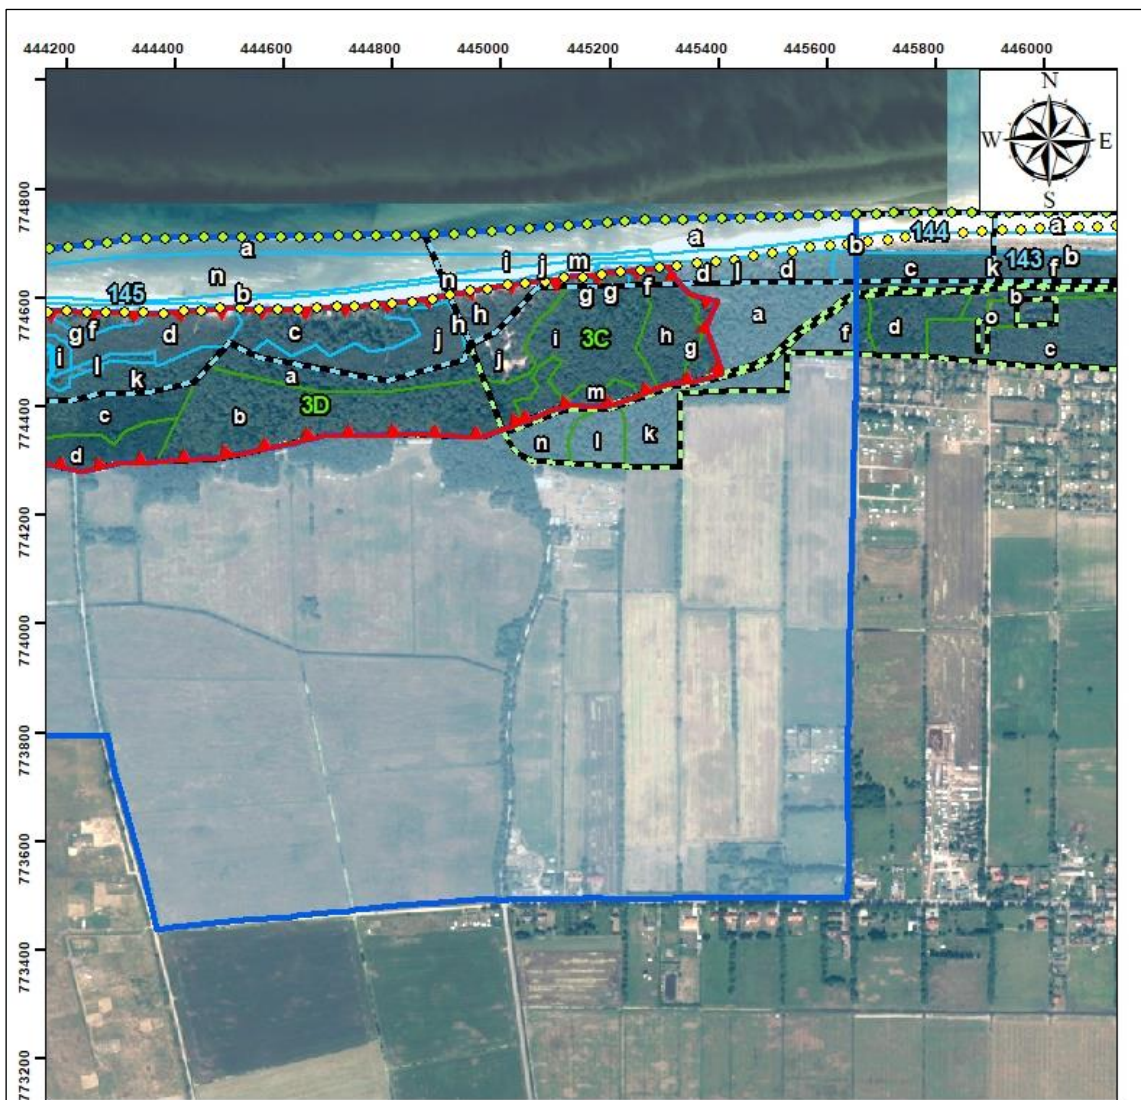 444200 444400 444600 444800 445000 445200 445400 445600 445800 446000
N
W E
S
774800
a a a
144
b
i j m
n n
d l d c k 143 b
f
145 b
774600
g g f
h h b
g f d c
3C
a f d o
i j j i h g c
l
k a
m
774400
c b 3D
k
d n l
774200
774000
773800
773600
773400
773200